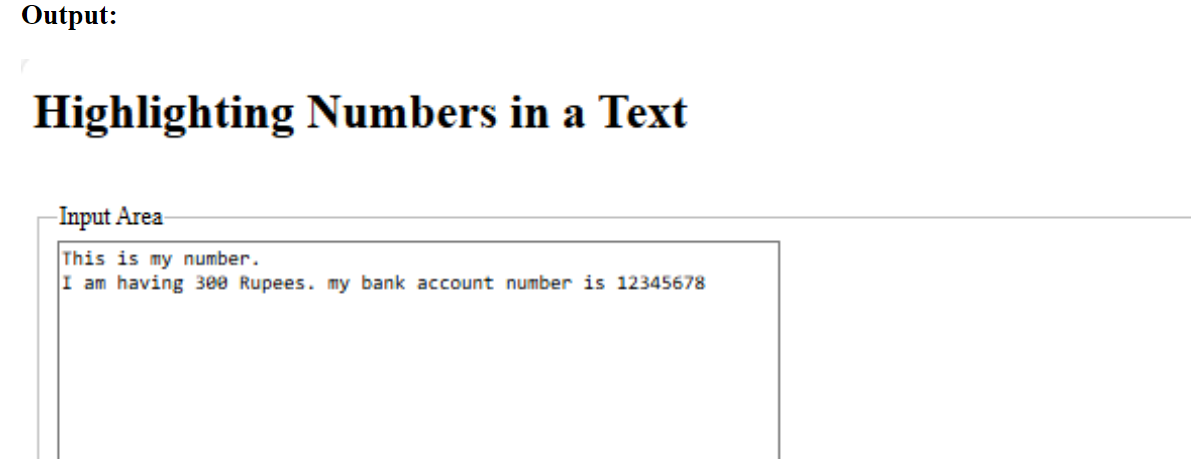 Output:
Highlighting Numbers in a Text
Input Area
This is my number.
I am having 300 Rupees. my bank account number is 12345678